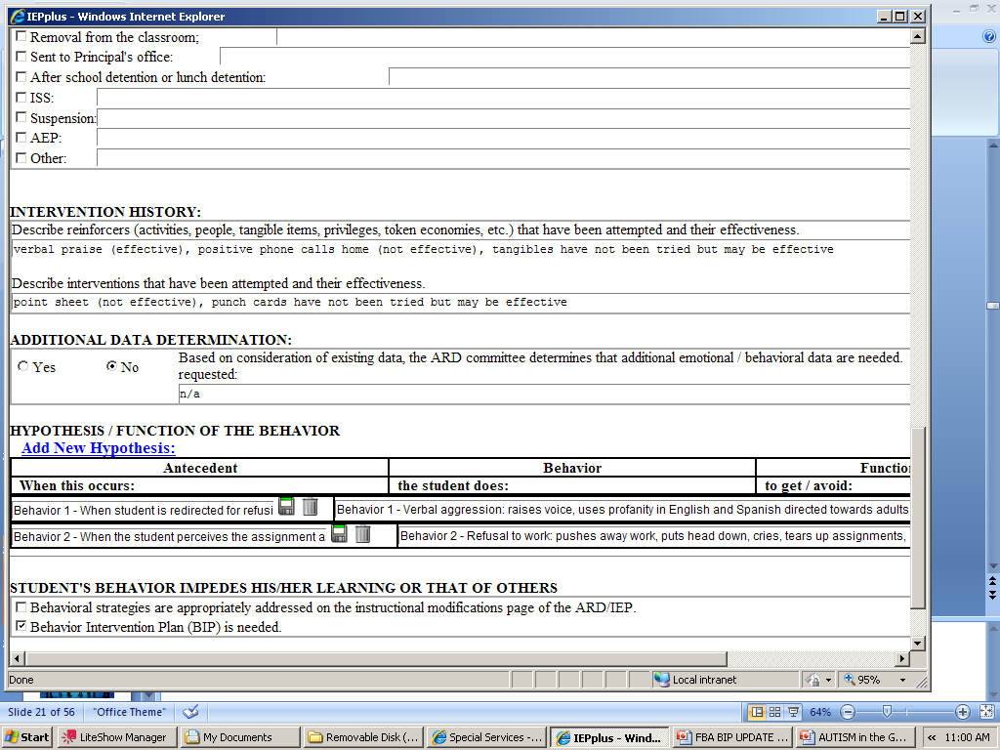 IEPplus - Windows Internet Explorer
Removal from the classroom;
Sent to Principal's office:
After school detention or lunch detention:
ISS:
Suspension:
AEP:
Other:
INTERVENTION HISTORY:
Describe reinforcers (activities, people, tangible items, privileges, token economies, etc.) that have been attempted and their effectiveness.
verbal praise (effective), positive phone calls home (not effective), tangibles have not been tried but may be effective
Describe interventions that have been attempted and their effectiveness.
point sheet (not effective), punch cards have not been tried but may be effective
ADDITIONAL DATA DETERMINATION:
Yes No Based on consideration of existing data, the ARD committee determines that additional emotional / behavioral data are needed.
requested:
n/a
HYPOTHESIS / FUNCTION OF THE BEHAVIOR
Add New Hypothesis:
Antecedent Behavior Functio
When this occurs: the student does: to get / avoid:
Behavior 1 - When student is redirected for refusi Behavior 1 - Verbal aggression: raises voice, uses profanity in English and Spanish directed towards adults
Behavior 2 - When the student perceives the assignment a Behavior 2 - Refusal to work: pushes away work, puts head down, cries, tears up assignments,
STUDENT'S BEHAVIOR IMPEDES HIS/HER LEARNING OR THAT OF OTHERS
Behavioral strategies are appropriately addressed on the instructional modifications page of the ARD/IEP.
Behavior Intervention Plan (BIP) is needed.
Done Local intranet 95%
Slide 21 of 56 "Office Theme" 64%
Start LiteShow Manager My Documents Removable Disk (... Special Services -... IEPplus - Wind... FBA BIP UPDATE ... AUTISM in the G... « 11:00 AM